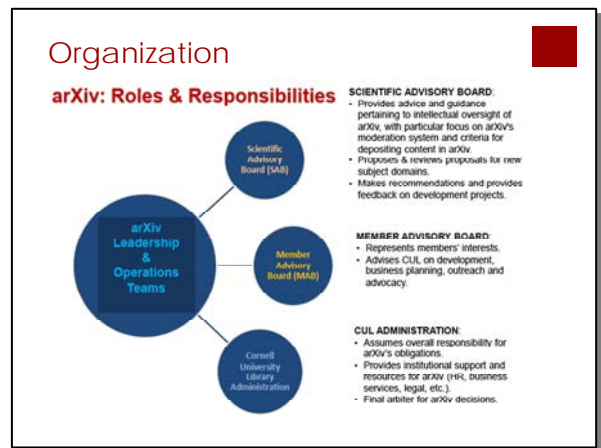 Organization
arXiv: Roles & Responsibilities
Scientific
Advisory
Board (SAB)
arXiv
Leadership
&
Operations
Teams
Member
Advisory
Board (MAB)
Cornell
University
Library
Administration
SCIENTIFIC ADVISORY BOARD:
• Provides advice and guidance
pertaining to intellectual oversight of
arXiv, with particular focus on arXiv's
moderation system and criteria for
depositing content in arXiv.
• Proposes & reviews proposals for new
subject domains.
• Makes recommendations and provides
feedback on development projects.
MEMBER ADVISORY BOARD:
• Represents members' interests.
• Advises CUL on development,
business planning, outreach and
advocacy.
CUL ADMINISTRATION:
• Assumes overall responsibility for
arXiv's obligations.
• Provides institutional support and
resources for arXiv (HR, business
services, legal, etc.).
• Final arbiter for arXiv decisions.